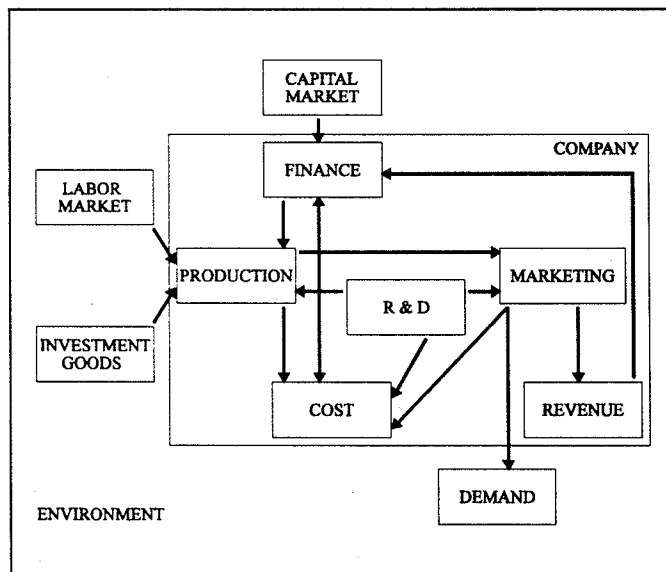 CAPITAL
MARKET
COMPANY
FINANCE
LABOR
MARKET
PRODUCTION
MARKETING
R & D
INVESTMENT
GOODS
COST
REVENUE
DEMAND
ENVIRONMENT